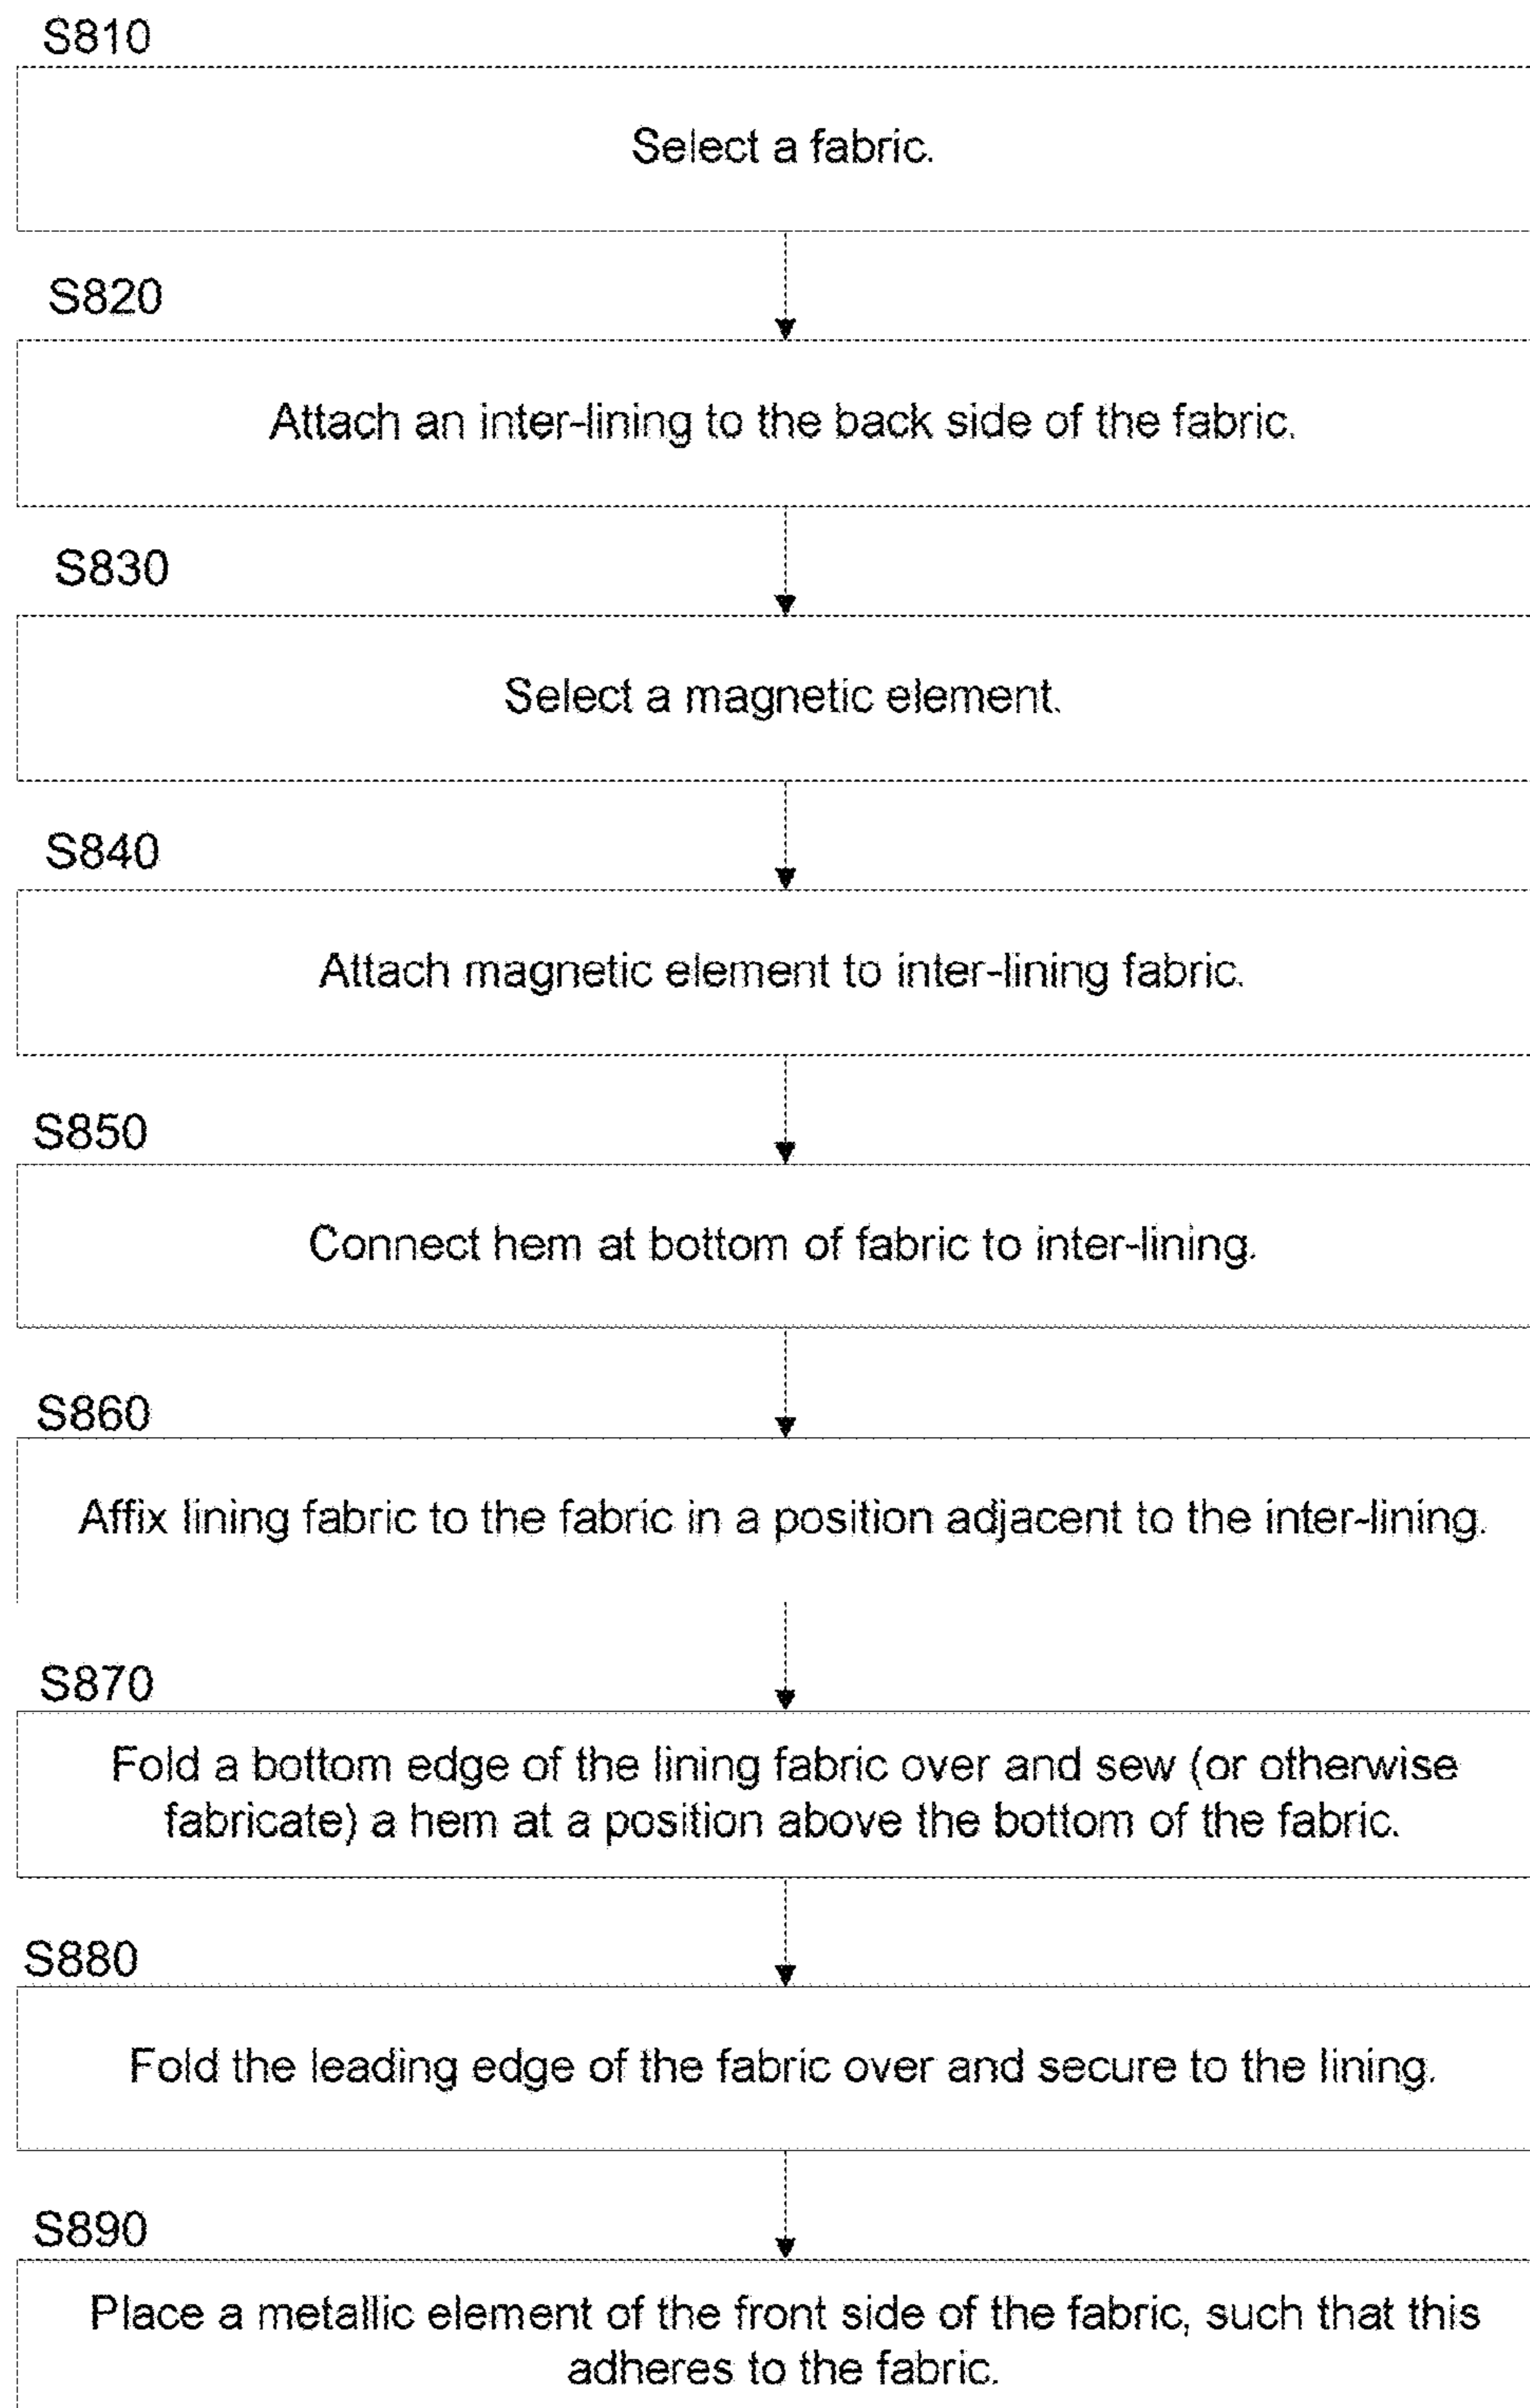 S810
Select a fabric.
S820
Attach an inter-lining to the back side of the fabric.
S830
Select a magnetic element.
S840
Attach magnetic element to inter-lining fabric.
S850
Connect hem at bottom of fabric to inter-lining.
S860
Affix lining fabric to the fabric in a position adjacent to the inter-lining.
S870
Fold a bottom edge of the lining fabric over and sew (or otherwise
fabricate) a hem at a position above the bottom of the fabric.
S880
Fold the leading edge of the fabric over and secure to the lining.
S890
Place a metallic element of the front side of the fabric, such that this
adheres to the fabric.